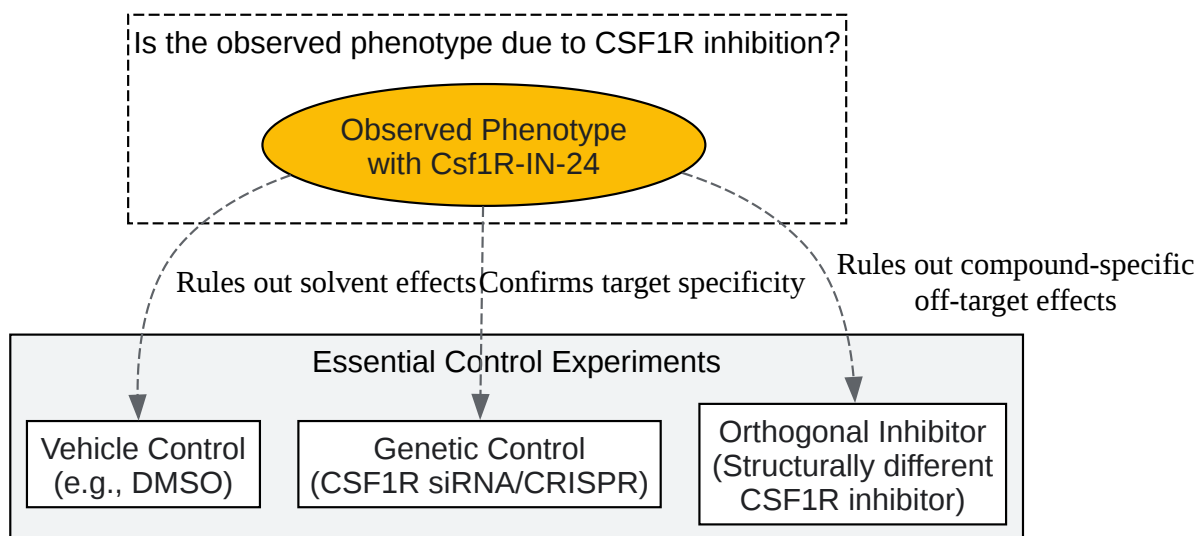 Is the observed phenotype due to CSF1R inhibition?
Observed Phenotype
with Csf1R-IN-24
Rules out solvent effects
Confirms target specificity
Rules out compound-specific
off-target effects
Essential Control Experiments
Vehicle Control
(e.g., DMSO)
Genetic Control
(CSF1R siRNA/CRISPR)
Orthogonal Inhibitor
(Structurally different
CSF1R inhibitor)